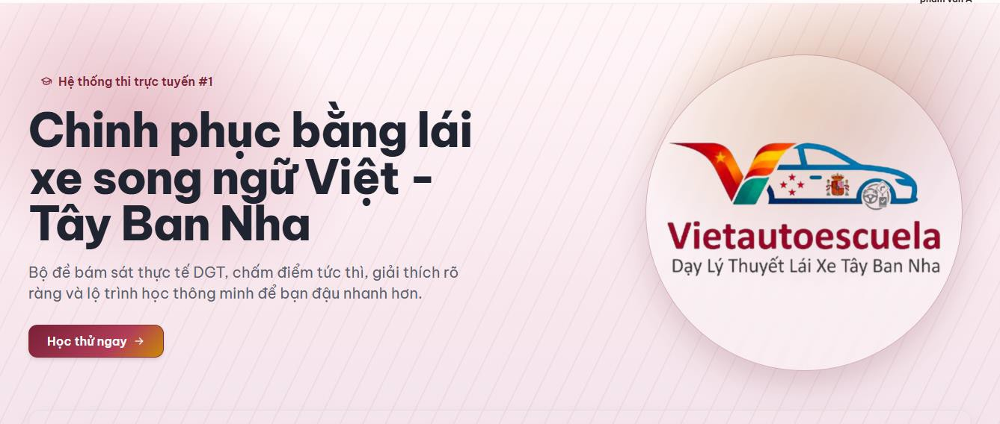 Hệ thống thi trực tuyến #1
Chinh phục bằng lái
xe song ngữ Việt -
Tây Ban Nha
Bộ đề bám sát thực tế DGT, chấm điểm tức thì, giải thích rõ
ràng và lộ trình học thông minh để bạn đậu nhanh hơn.
Học thử ngay →
Vietautoescuela
Dạy Lý Thuyết Lái Xe Tây Ban Nha